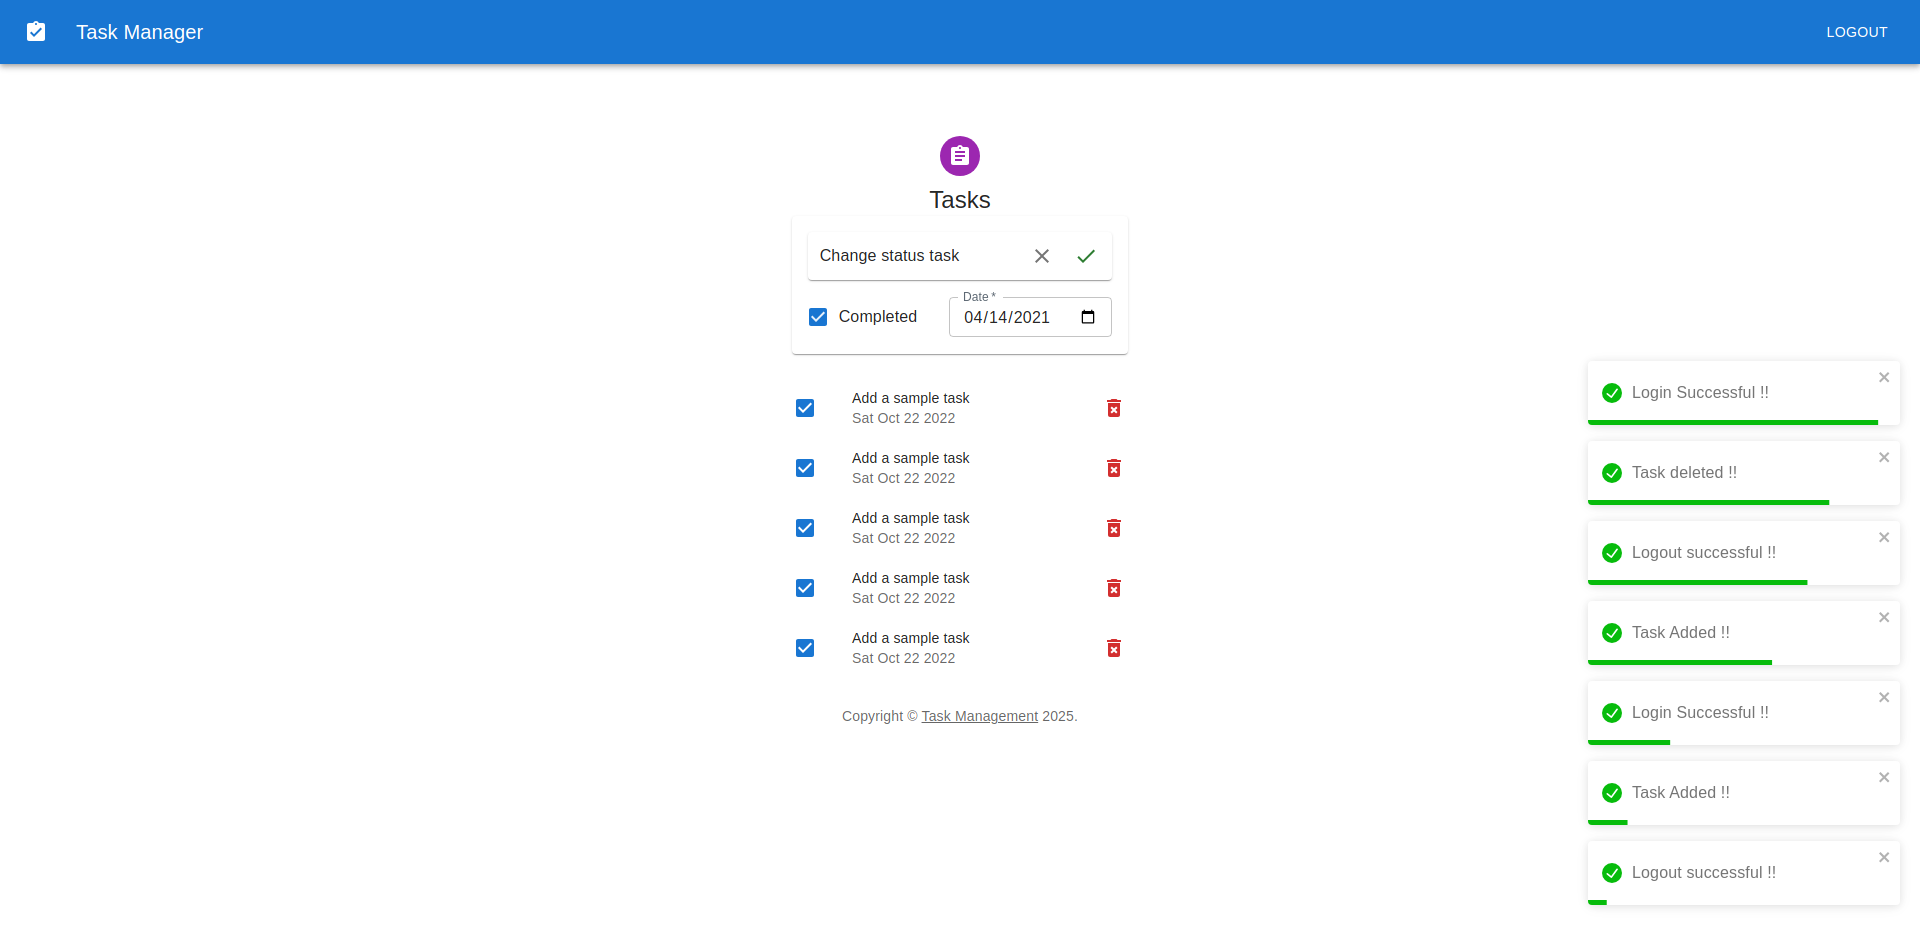 Task Manager
LOGOUT
Tasks
Change status task
Completed
Date *
04/14/2021
Add a sample task
Sat Oct 22 2022
Add a sample task
Sat Oct 22 2022
Add a sample task
Sat Oct 22 2022
Add a sample task
Sat Oct 22 2022
Add a sample task
Sat Oct 22 2022
Copyright © Task Management 2025.
Login Successful !!
Task deleted !!
Logout successful !!
Task Added !!
Login Successful !!
Task Added !!
Logout successful !!